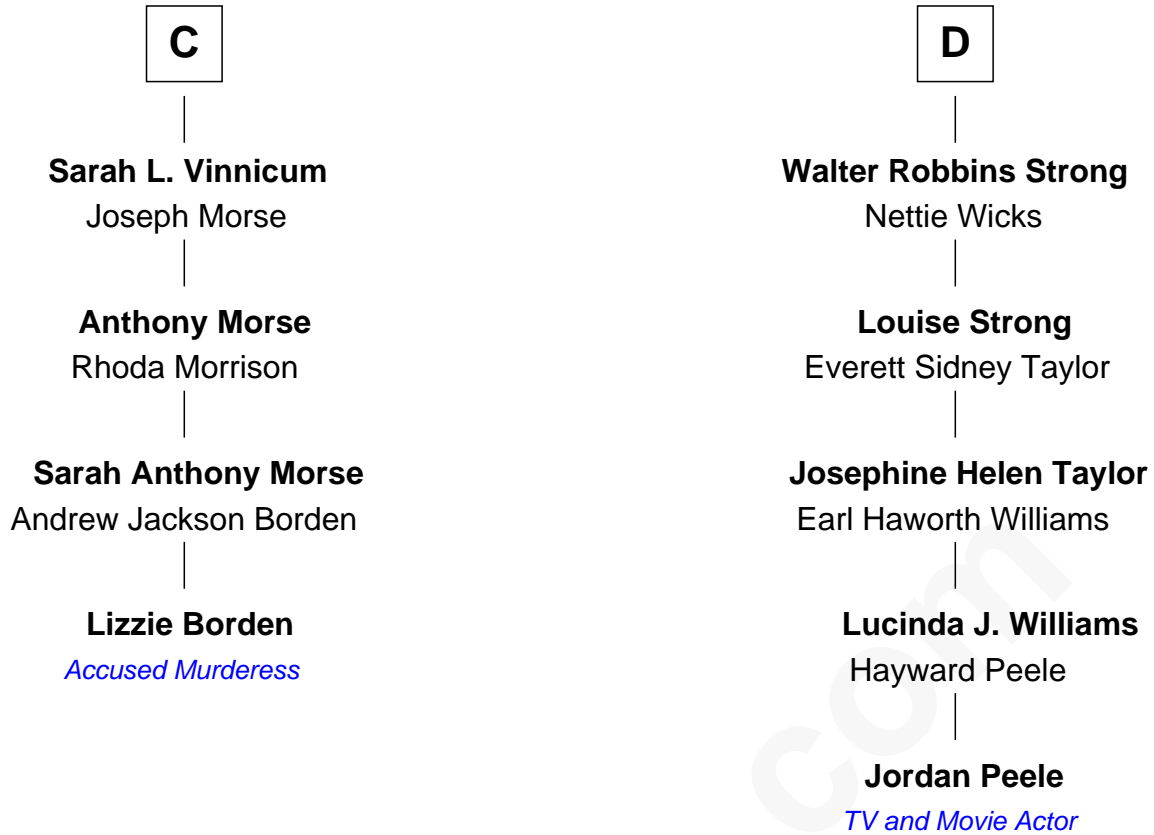 C
Sarah L. Vinnicum
Joseph Morse
Anthony Morse
Rhoda Morrison
Sarah Anthony Morse
Andrew Jackson Borden
Lizzie Borden
Accused Murderess
D
Walter Robbins Strong
Nettie Wicks
Louise Strong
Everett Sidney Taylor
Josephine Helen Taylor
Earl Haworth Williams
Lucinda J. Williams
Hayward Peele
Jordan Peele
TV and Movie Actor
com